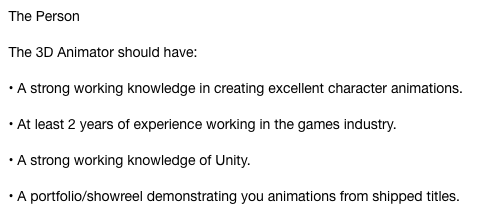 The Person
The 3D Animator should have:
• A strong working knowledge in creating excellent character animations.
• At least 2 years of experience working in the games industry.
• A strong working knowledge of Unity.
• A portfolio/showreel demonstrating you animations from shipped titles.